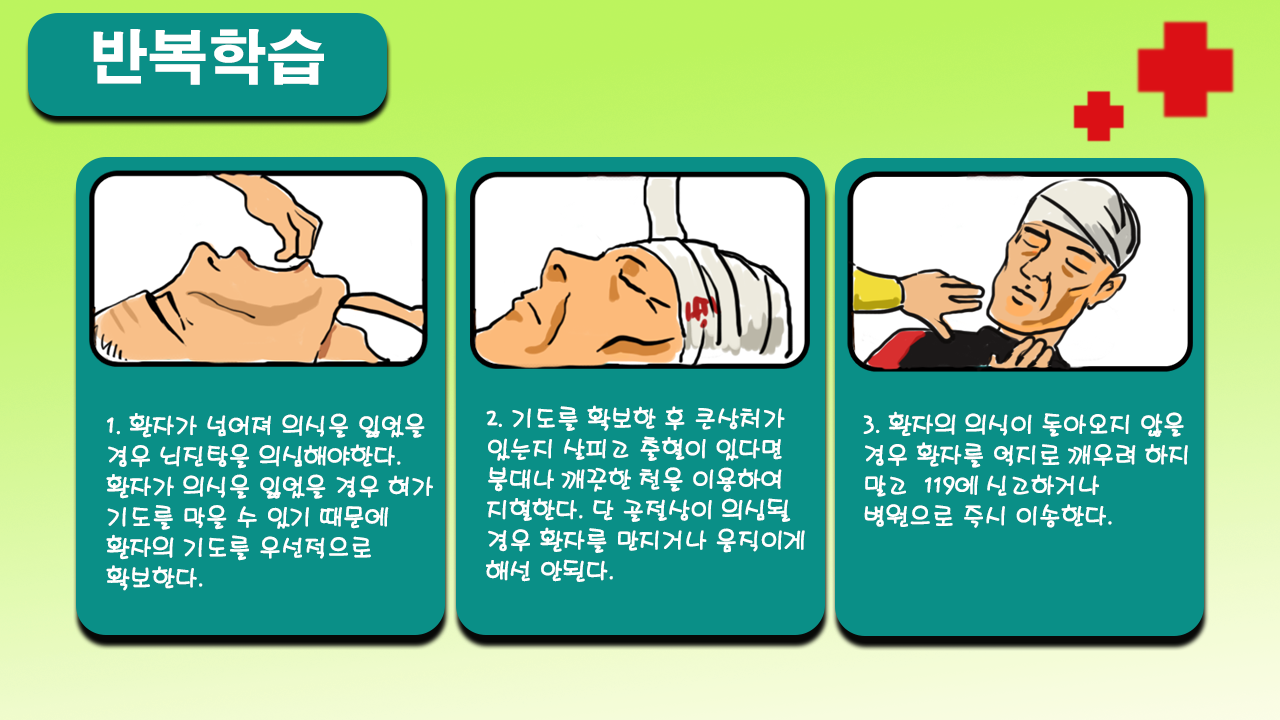 반복학습
1. 환자가 넘어져 의식을 잃었을
경우 뇌진탕을 의심해야한다.
환자가 의식을 잃었을 경우 혀가
기도를 막을 수 있기 때문에
환자의 기도를 우선적으로
확보한다.
2. 기도를 확보한 후 큰상처가
있는지 살피고 출혈이 있다면
붕대나 깨끗한 천을 이용하여
지혈한다. 단 골절상이 의심될
경우 환자를 만지거나 움직이게
해선 안된다.
3. 환자의 의식이 돌아오지 않을
경우 환자를 억지로 깨우려 하지
말고 119에 신고하거나
병원으로 즉시 이송한다.